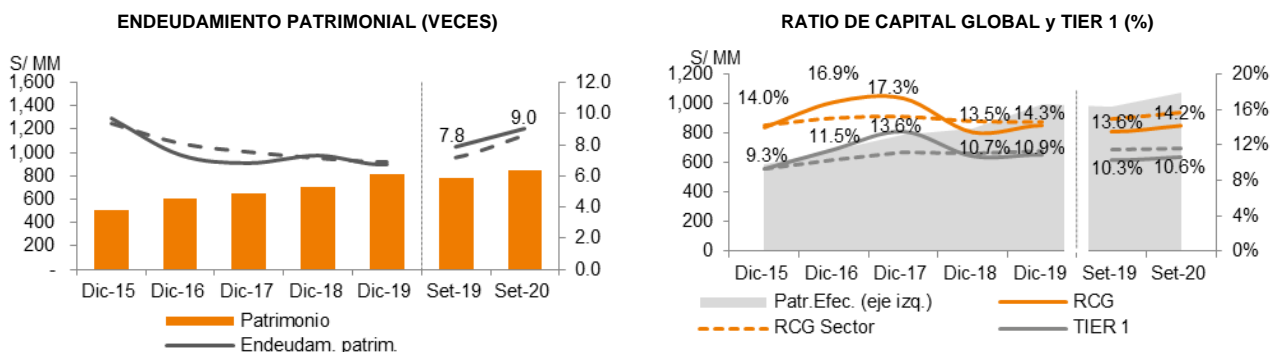 ENDEUDAMIENTO PATRIMONIAL (VECES)
S/ MM
1,600
1,400
1,200
1,000
800
600
400
200
-
12.0
10.0
8.0
6.0
4.0
2.0
0.0
7.8
9.0
Dic-15 Dic-16 Dic-17 Dic-18 Dic-19 Set-19 Set-20
Patrimonio
Endeudam. patrim.
RATIO DE CAPITAL GLOBAL y TIER 1 (%)
S/ MM
1,200
1,000
800
600
400
200
0
20%
16%
12%
8%
4%
0%
14.0% 16.9% 17.3% 13.5% 14.3% 13.6% 14.2%
9.3% 11.5% 13.6% 10.7% 10.9% 10.3% 10.6%
Dic-15 Dic-16 Dic-17 Dic-18 Dic-19 Set-19 Set-20
Patr.Efec. (eje izq.) RCG
RCG Sector TIER 1